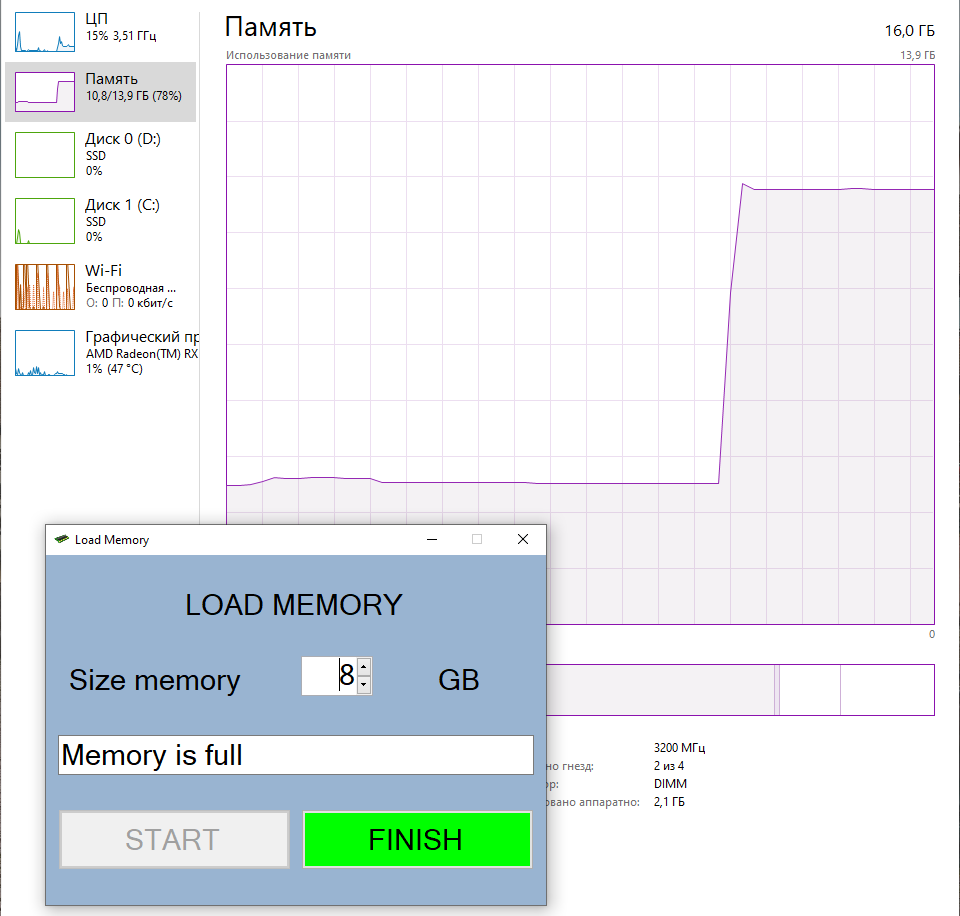 ЦП
15% 3,51 ГГц
Память
10,8/13,9 ГБ (78%)
Диск 0 (D:)
SSD
0%
Диск 1 (C:)
SSD
0%
Wi-Fi
Беспроводная ...
О: 0 П: 0 кбит/с
Графический пр
AMD Radeon(TM) RX
1% (47 °C)
Память
16,0 ГБ
Использование памяти
13,9 ГБ
0
3200 МГц
но гнезд:
2 из 4
ор:
DIMM
овано аппаратно:
2,1 ГБ
Load Memory
LOAD MEMORY
Size memory
8
GB
Memory is full
START
FINISH